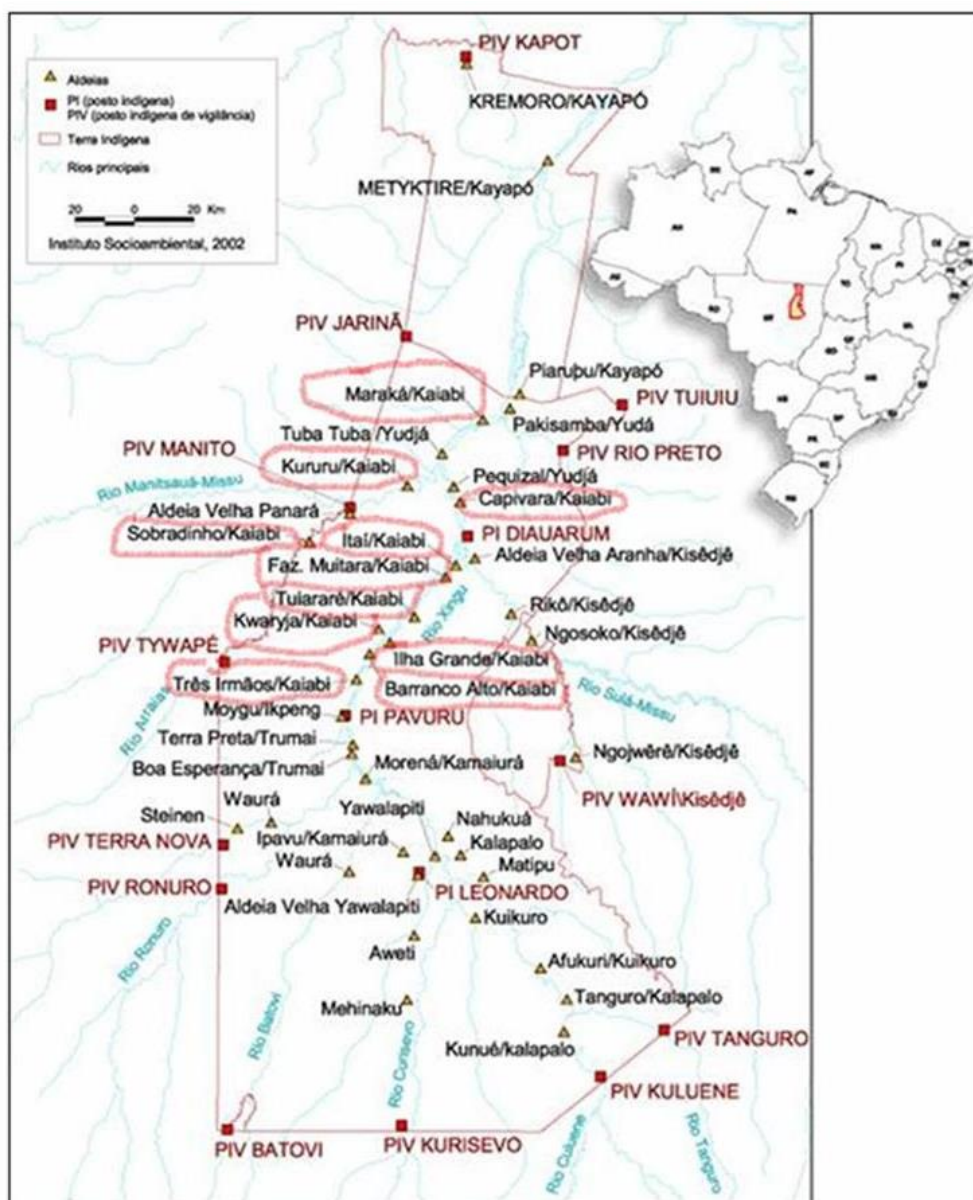 PIV KAPOT
Aldeias
PI (posto indígena)
PIV (posto indígena de vigilância)
Terra Indígena
Rios principais
20 0 20 Km
Instituto Socioambiental, 2002
KREMORO/KAYAPÓ
METYKTIRE/Kayapó
PIV JARINÃ
Piarupu/Kayapó
Maraká/Kaiabi
PIV TUIUIU
Pakisamba/Yudá
Tuba Tuba/Yudjá
PIV MANITO
PIV RIO PRETO
Kururu/Kaiabi
Pequizal/Yudjá
Rio Manitsauá-Missu
Capivara/Kaiabi
Aldeia Velha Panará
Sobradinho/Kaiabi
Itaí/Kaiabi
PI DIAUARUM
Aldeia Velha Aranha/Kisêdjê
Faz. Muitara/Kaiabi
Tulararé/Kaiabi
Rikô/Kisêdjê
Rio Xingu
Kwaryja/Kaiabi
Ngosoko/Kisêdjê
PIV TYWAPÉ
Ilha Grande/Kaiabi
Três Irmãos/Kaiabi
Barranco Alto/Kaiabi
Rio Suiá-Missu
Moygu/Ikpeng
PI PAVURU
Rio Arraias
Terra Preta/Trumai
Boa Esperança/Trumai
Morená/Kamaiurá
Ngojwêrê/Kisêdjê
PIV WAWÍ\Kisêdjê
Waurá
Yawalapiti
Steinen
Nahukuá
Ipavu/Kamaiurá
Kalapalo
PIV TERRA NOVA
Waurá
Matipu
PIV RONURO
PI LEONARDO
Aldeia Velha Yawalapiti
Kuikuro
Rio Ronuro
Aweti
Afukuri/Kuikuro
Mehinaku
Tanguro/Kalapalo
Rio Batovi
Rio Curisevo
Kunué/kalapalo
PIV TANGURO
PIV KULUENE
PIV BATOVI
PIV KURISEVO
Rio Culuene
Rio Tanguro